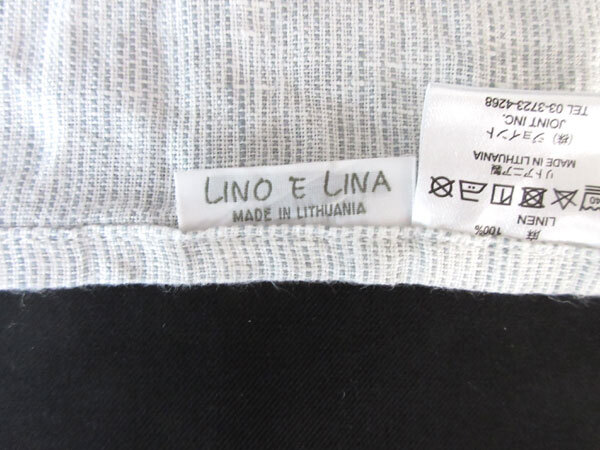 LINO E LINA
MADE IN LITHUANIA
麻 100%
LINEN
40
リトアニア製
MADE IN LITHUANIA
(株)ジョイント
JOINT INC.
TEL 03-3723-4268